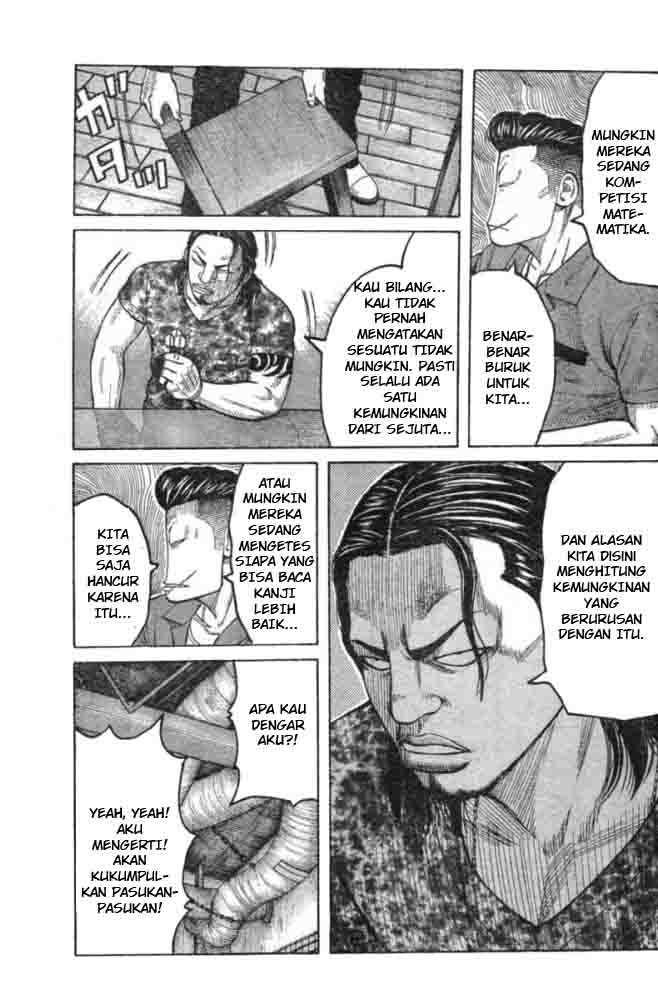 MUNGKIN
MEREKA
SEDANG
KOM-
PETISI
MATE-
MATIKA.
BENAR-
BENAR
BURUK
UNTUK
KITA...
ガガ
タッ
KAU BILANG...
KAU TIDAK
PERNAH
MENGATAKAN
SESUATU TIDAK
MUNGKIN. PASTI
SELALU ADA
SATU
KEMUNGKINAN
DARI SEJUTA...
DAN ALASAN
KITA DISINI
MENGHITUNG
KEMUNGKINAN
YANG
BERURUSAN
DENGAN ITU.
ATAU
MUNGKIN
MEREKA
SEDANG
MENGETES
SIAPA YANG
BISA BACA
KANJI
LEBIH
BAIK...
KITA
BISA
SAJA
HANCUR
KARENA
ITU...
APA KAU
DENGAR
AKU?!
YEAH, YEAH!
AKU
MENGERTI!
AKAN
KUKUMPUL-
KAN PASUKAN-
PASUKAN!